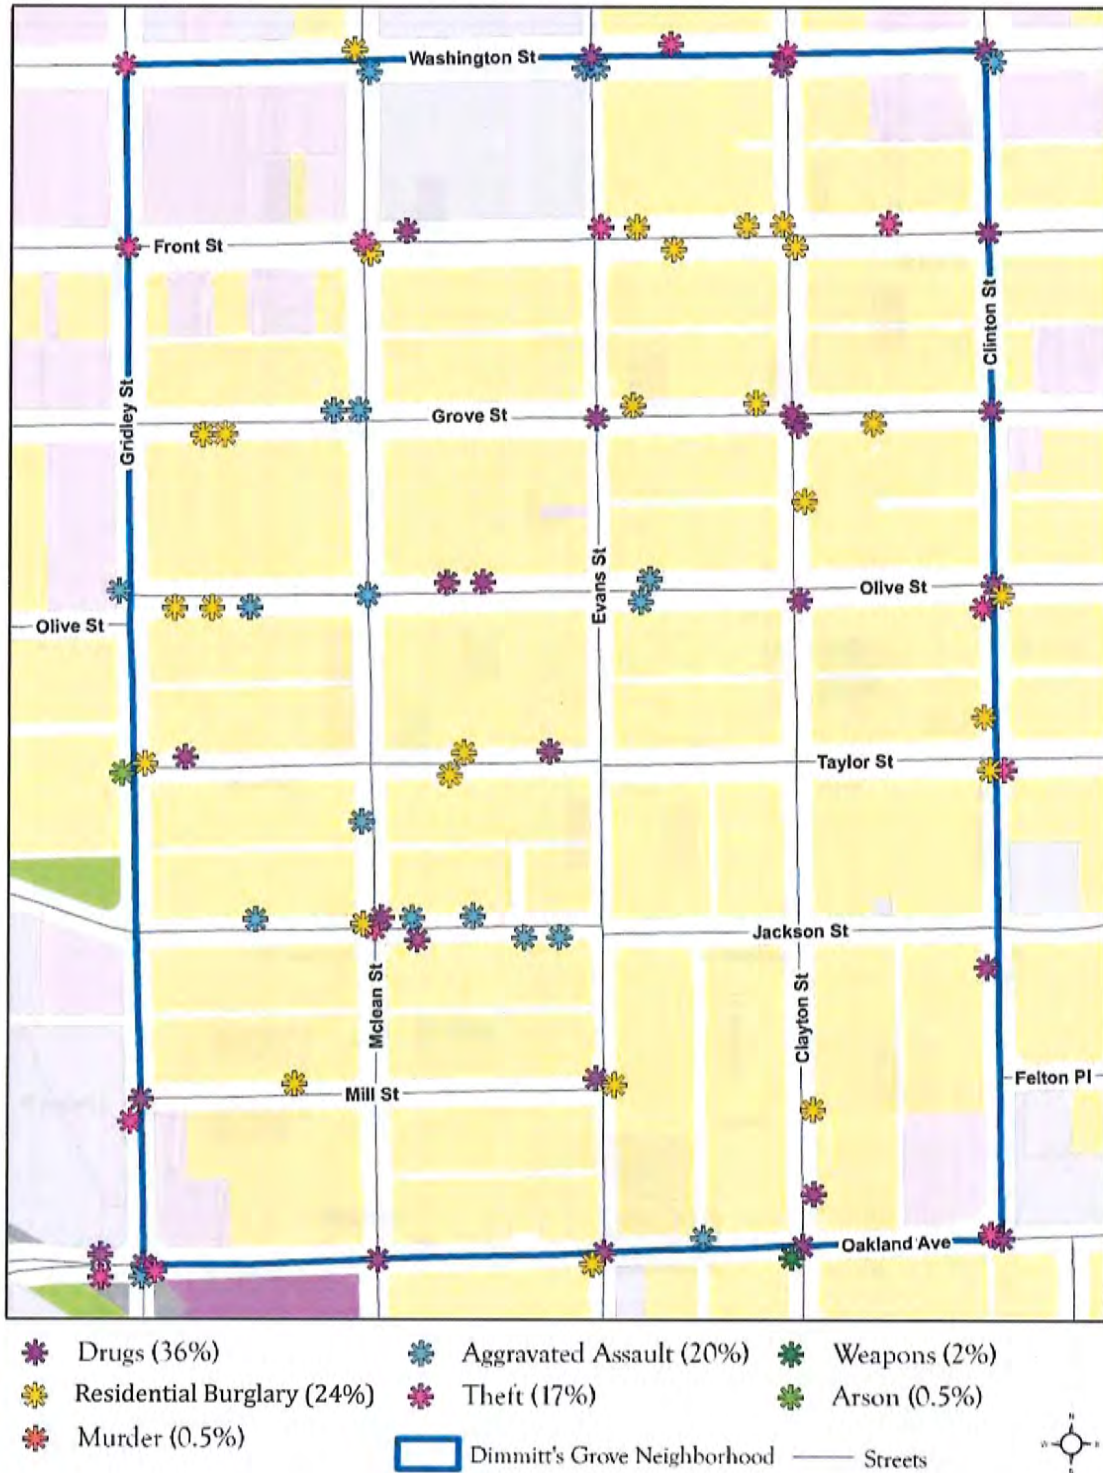 Washington St
Front St
Clinton St
Gridley St
Grove St
Evans St
Olive St
Olive St
Taylor St
Jackson St
Mclean St
Clayton St
Mill St
Felton Pl
Oakland Ave
Drugs (36%)
Aggravated Assault (20%)
Weapons (2%)
Residential Burglary (24%)
Theft (17%)
Arson (0.5%)
Murder (0.5%)
Dimmitt's Grove Neighborhood
Streets
N